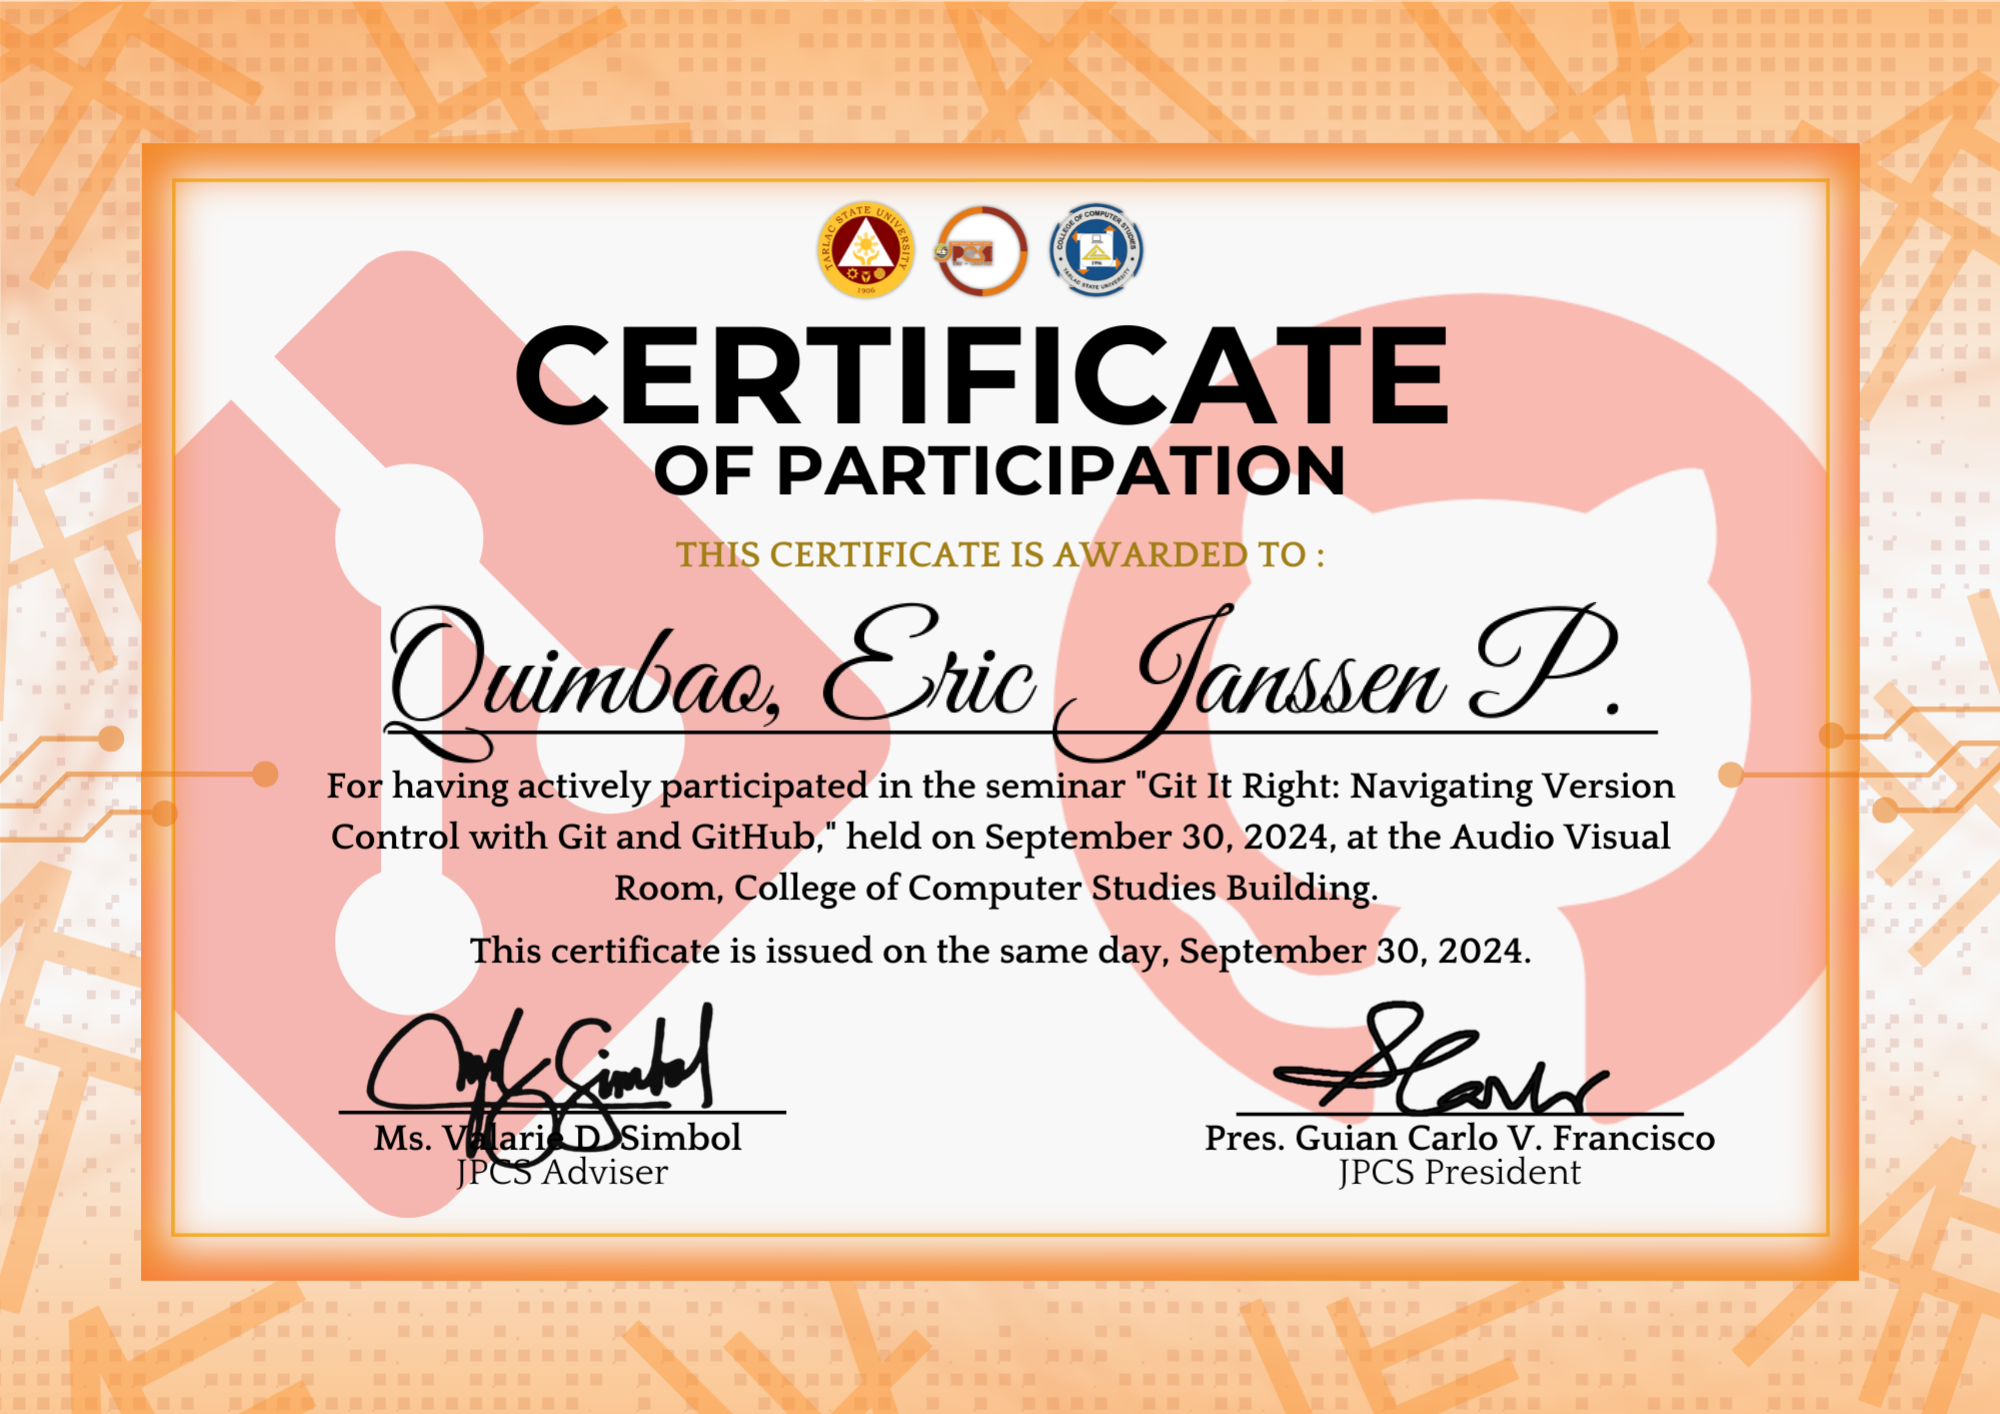 TARLAC STATE UNIVERSITY
1906
COLLEGE OF COMPUTER STUDIES
TARLAC STATE UNIVERSITY
CERTIFICATE
OF PARTICIPATION
THIS CERTIFICATE IS AWARDED TO :
Quimbao, Eric Janssen P.
For having actively participated in the seminar "Git It Right: Navigating Version
Control with Git and GitHub," held on September 30, 2024, at the Audio Visual
Room, College of Computer Studies Building.
This certificate is issued on the same day, September 30, 2024.
Ms. Valarie D. Simbol
JPCS Adviser
Pres. Guian Carlo V. Francisco
JPCS President